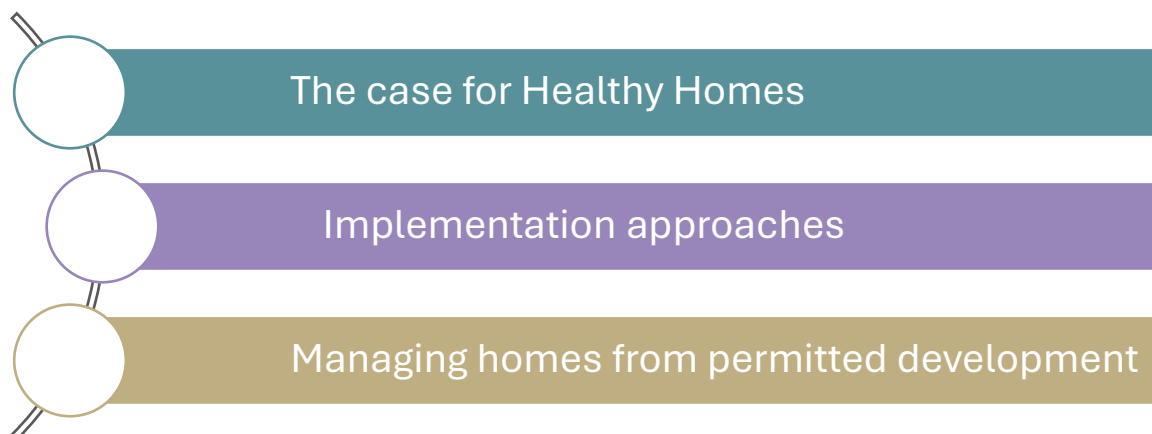 The case for Healthy Homes
Implementation approaches
Managing homes from permitted development